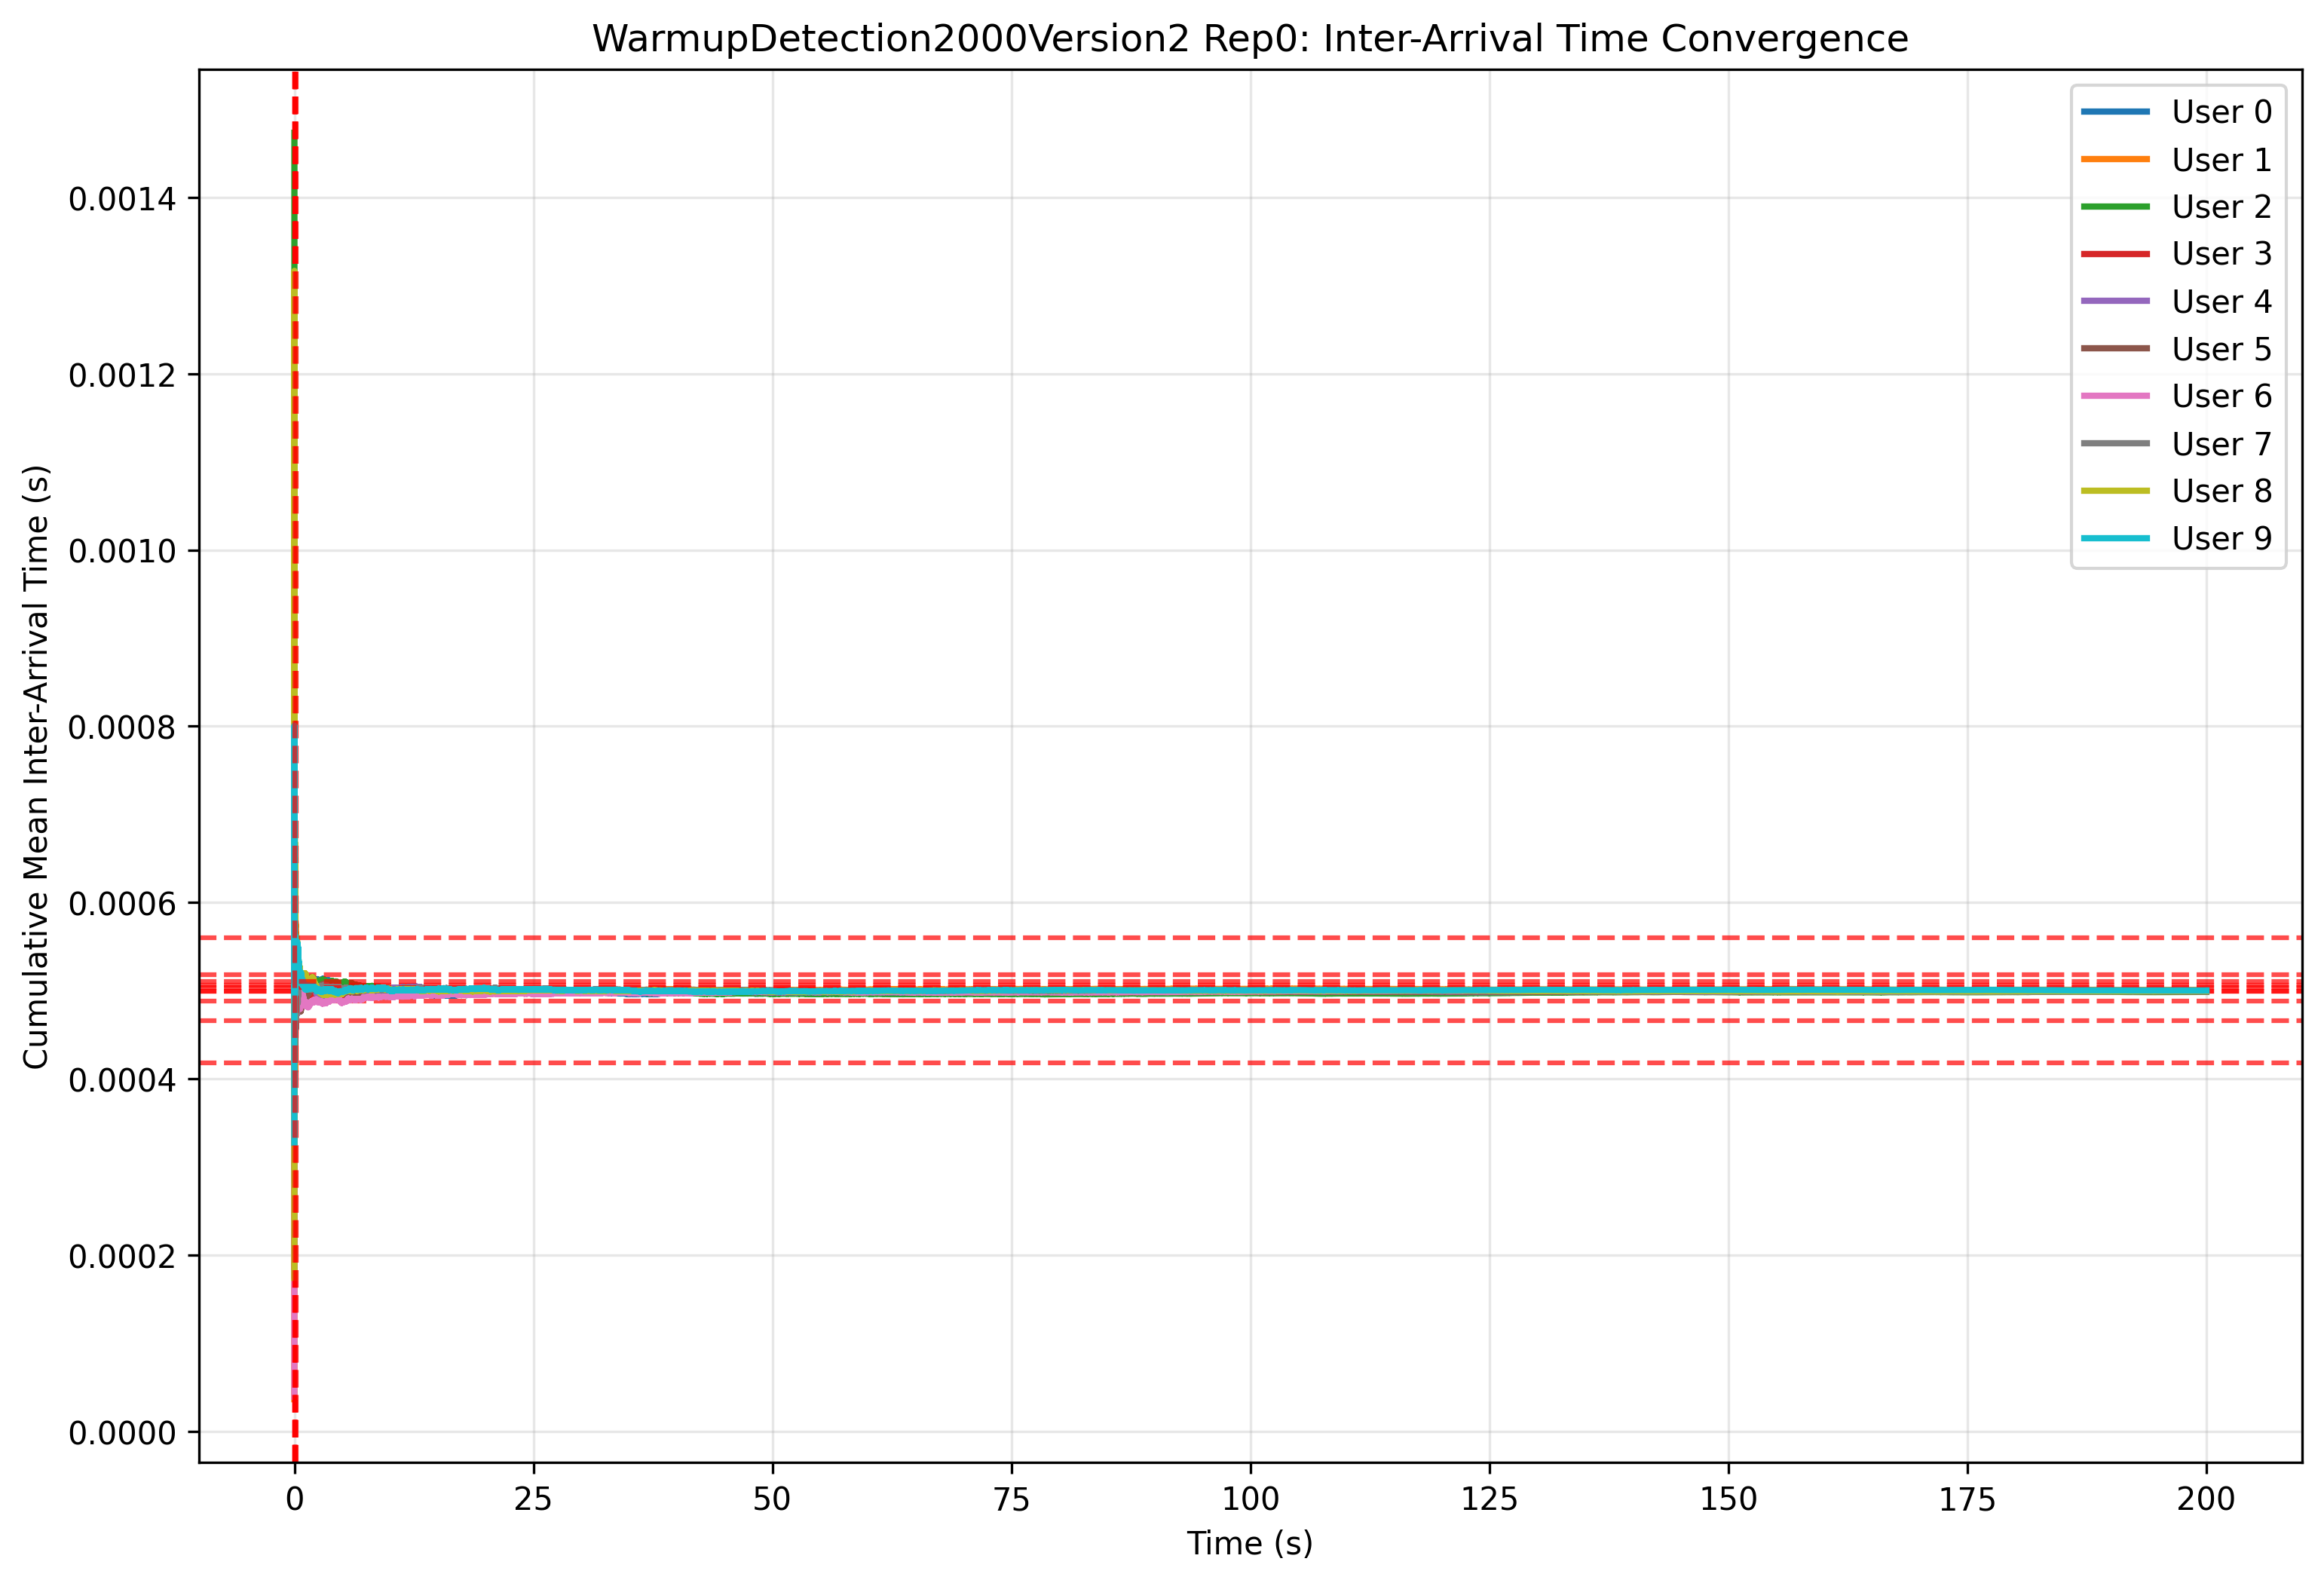 WarmupDetection2000Version2 Rep0: Inter-Arrival Time Convergence
Cumulative Mean Inter-Arrival Time (s)
0.0014
0.0012
0.0010
0.0008
0.0006
0.0004
0.0002
0.0000
User 0
User 1
User 2
User 3
User 4
User 5
User 6
User 7
User 8
User 9
0
25
50
75
100
125
150
175
200
Time (s)